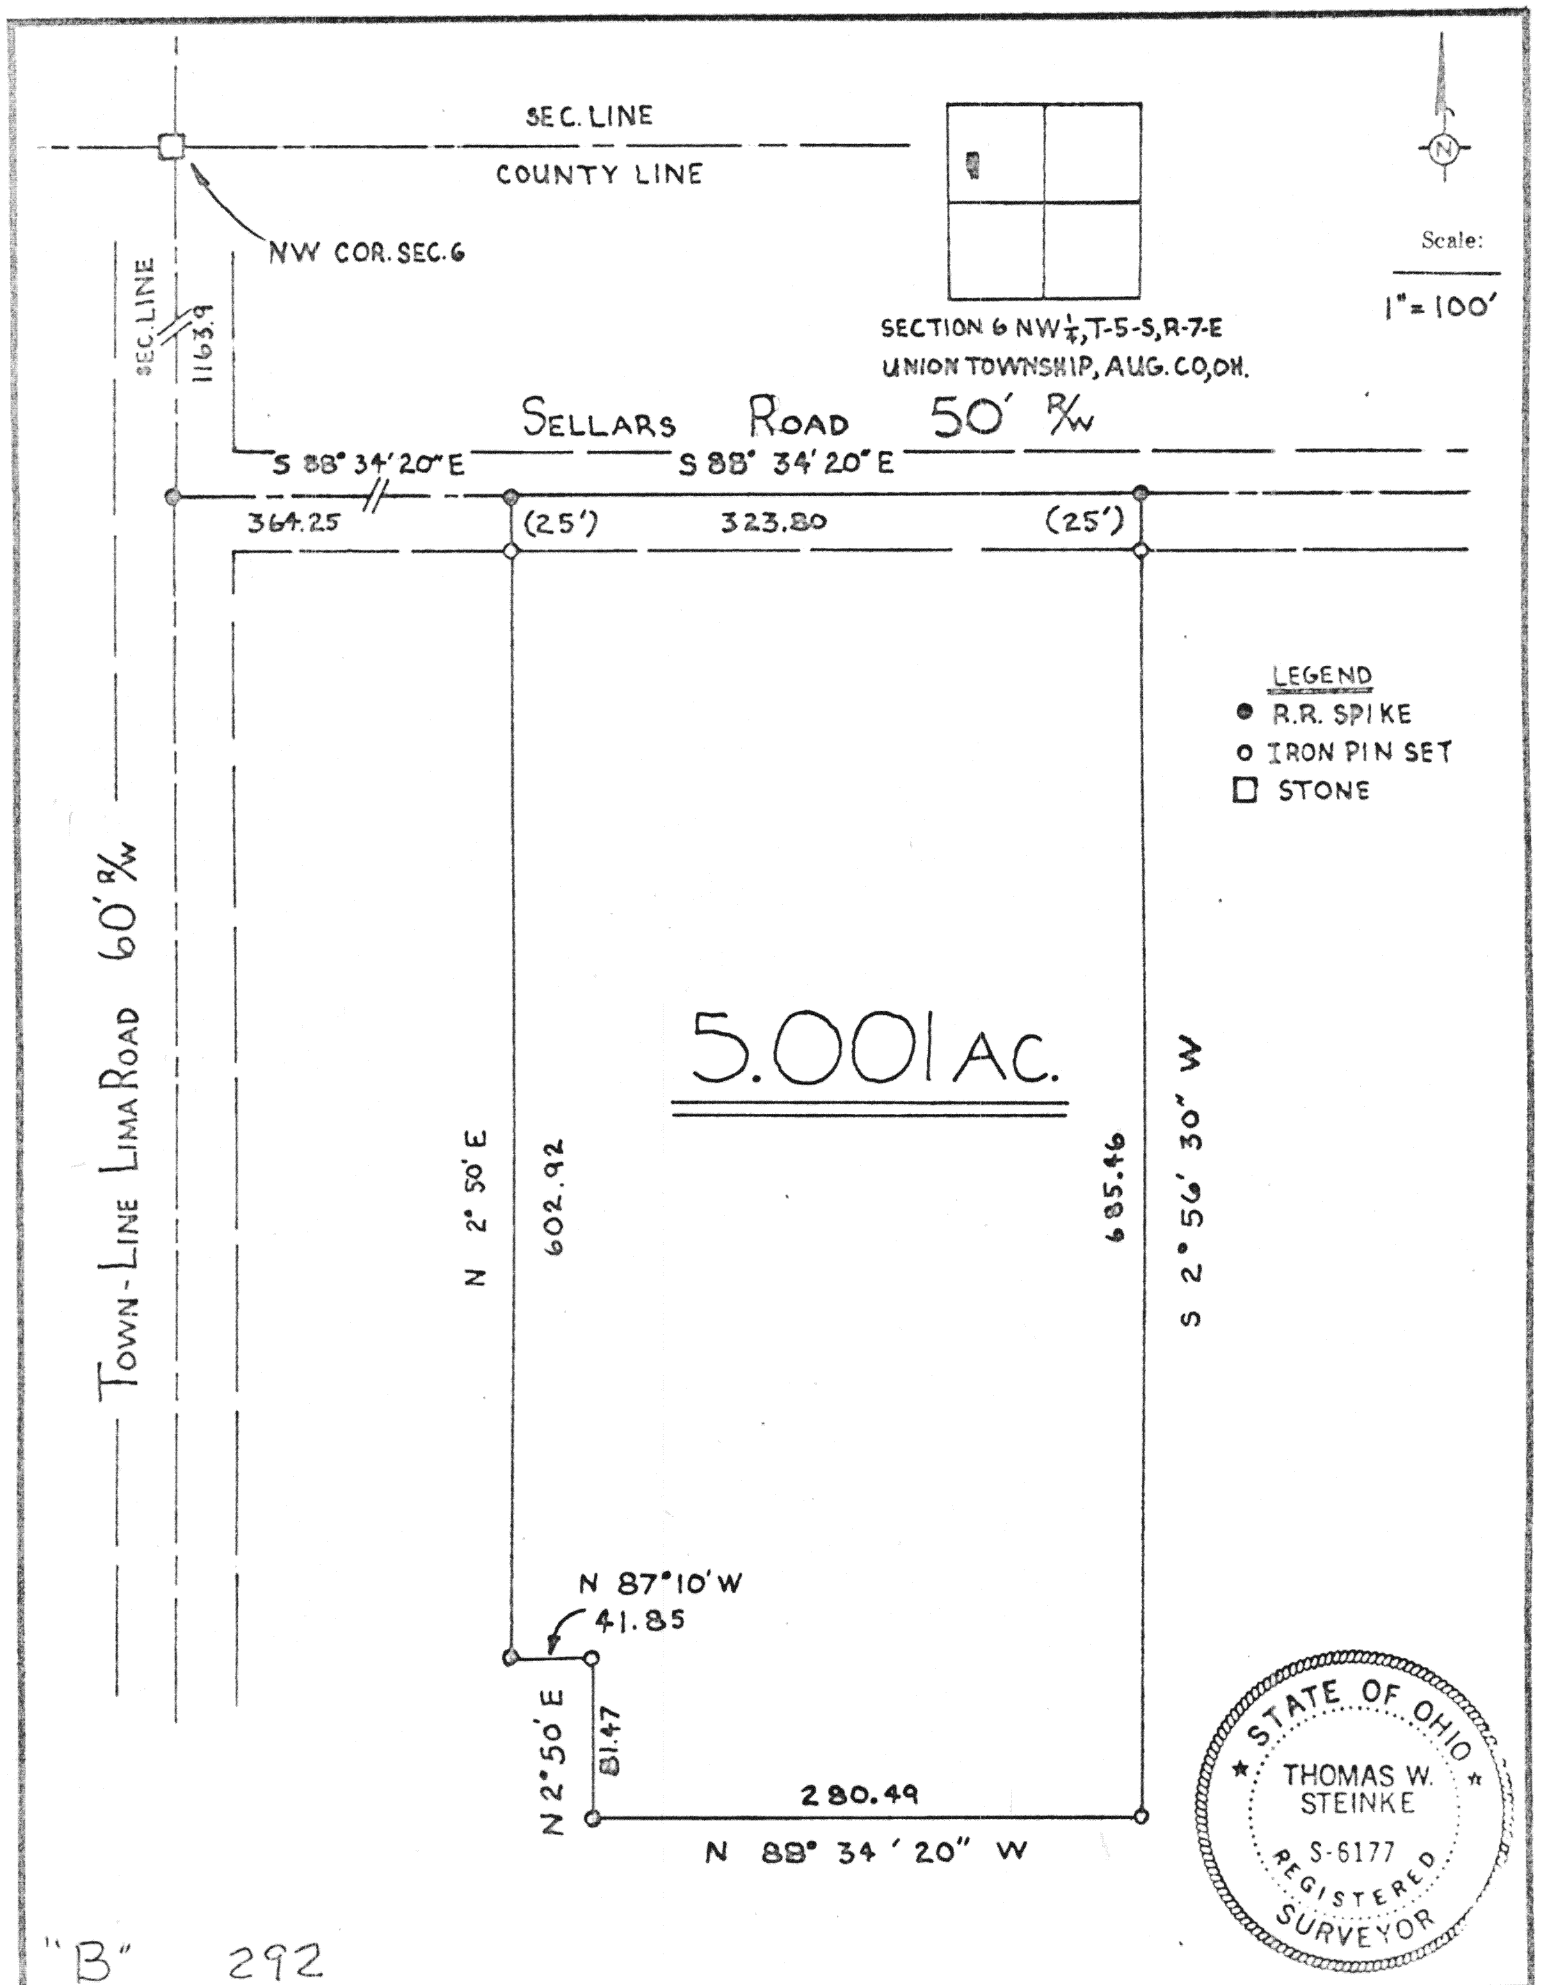 SEC. LINE
COUNTY LINE
NW COR. SEC. 6
SEC. LINE
1163.9
N
Scale:
1" = 100'
SECTION 6 NW ¼, T-5-S, R-7-E
UNION TOWNSHIP, AUG. CO, OH.
SELLARS ROAD 50' R/W
S 88° 34' 20" E
S 88° 34' 20" E
364.25
(25')
323.80
(25')
LEGEND
R.R. SPIKE
IRON PIN SET
STONE
TOWN-LINE LIMA ROAD 60' R/W
5.001 AC.
N 2° 50' E
602.92
685.46
S 2° 56' 30" W
N 87° 10' W
41.85
N 2° 50' E
81.47
280.49
N 88° 34' 20" W
STATE OF OHIO
THOMAS W.
STEINKE
S-6177
REGISTERED
SURVEYOR
"B" 292